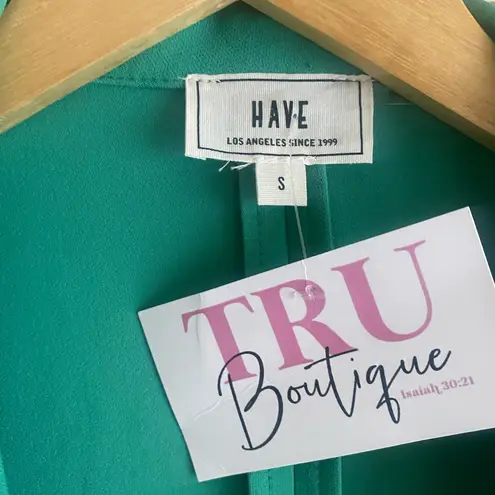 HAVE
LOS ANGELES SINCE 1999
S
TRU
Boutique
Isaiah 30:21